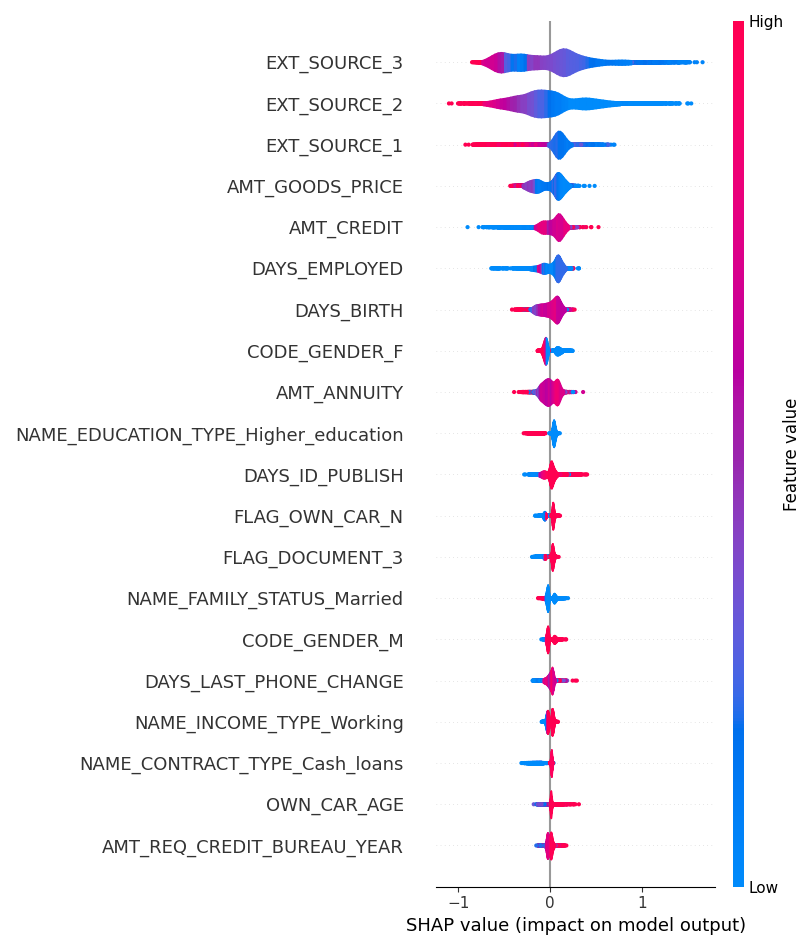 High
EXT_SOURCE_3
EXT_SOURCE_2
EXT_SOURCE_1
AMT_GOODS_PRICE
AMT_CREDIT
DAYS_EMPLOYED
DAYS_BIRTH
CODE_GENDER_F
AMT_ANNUITY
NAME_EDUCATION_TYPE_Higher_education
DAYS_ID_PUBLISH
FLAG_OWN_CAR_N
FLAG_DOCUMENT_3
NAME_FAMILY_STATUS_Married
CODE_GENDER_M
DAYS_LAST_PHONE_CHANGE
NAME_INCOME_TYPE_Working
NAME_CONTRACT_TYPE_Cash_loans
OWN_CAR_AGE
AMT_REQ_CREDIT_BUREAU_YEAR
Feature value
Low
−1 0 1
SHAP value (impact on model output)